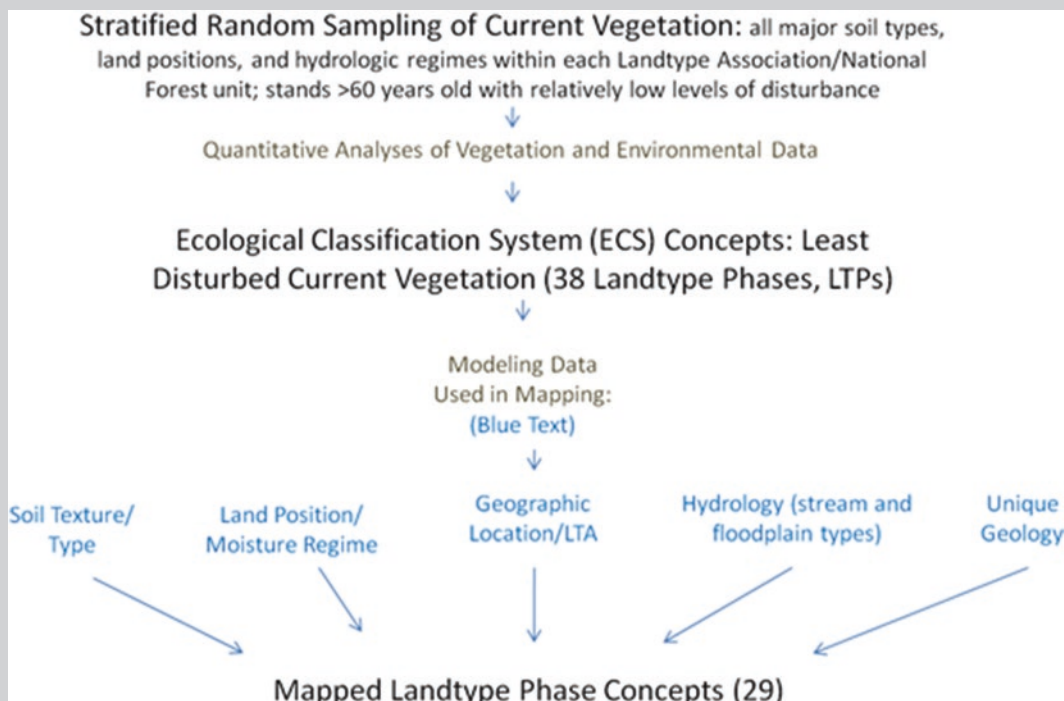 Stratified Random Sampling of Current Vegetation: all major soil types,
land positions, and hydrologic regimes within each Landtype Association/National
Forest unit; stands >60 years old with relatively low levels of disturbance
Quantitative Analyses of Vegetation and Environmental Data
Ecological Classification System (ECS) Concepts: Least
Disturbed Current Vegetation (38 Landtype Phases, LTPs)
Modeling Data
Used in Mapping:
(Blue Text)
Soil Texture/
Type
Land Position/
Moisture Regime
Geographic
Location/LTA
Hydrology (stream and
floodplain types)
Unique
Geology
Mapped Landtype Phase Concepts (29)